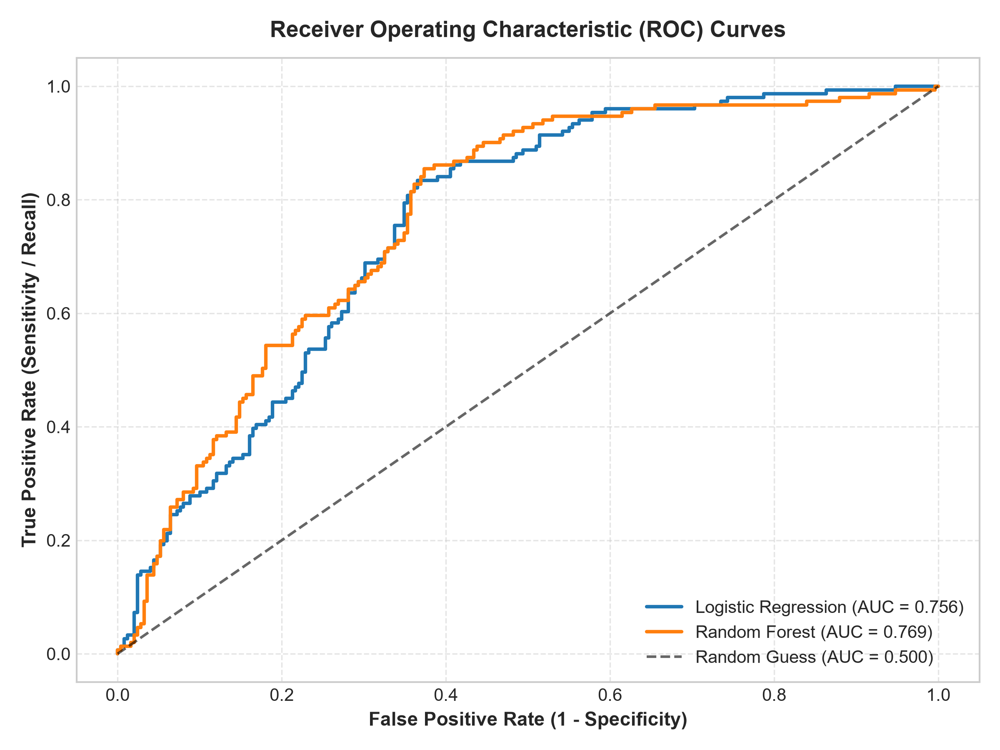 Receiver Operating Characteristic (ROC) Curves
True Positive Rate (Sensitivity / Recall)
1.0
0.8
0.6
0.4
0.2
0.0
0.0 0.2 0.4 0.6 0.8 1.0
False Positive Rate (1 - Specificity)
Logistic Regression (AUC = 0.756)
Random Forest (AUC = 0.769)
Random Guess (AUC = 0.500)